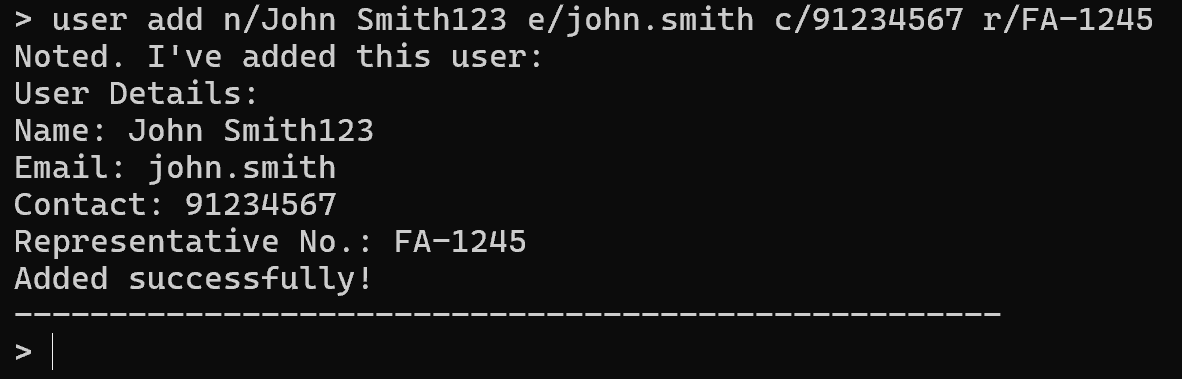 > user add n/John Smith123 e/john.smith c/91234567 r/FA-1245
Noted. I've added this user:
User Details:
Name: John Smith123
Email: john.smith
Contact: 91234567
Representative No.: FA-1245
Added successfully!
----------------------------------------------------
>